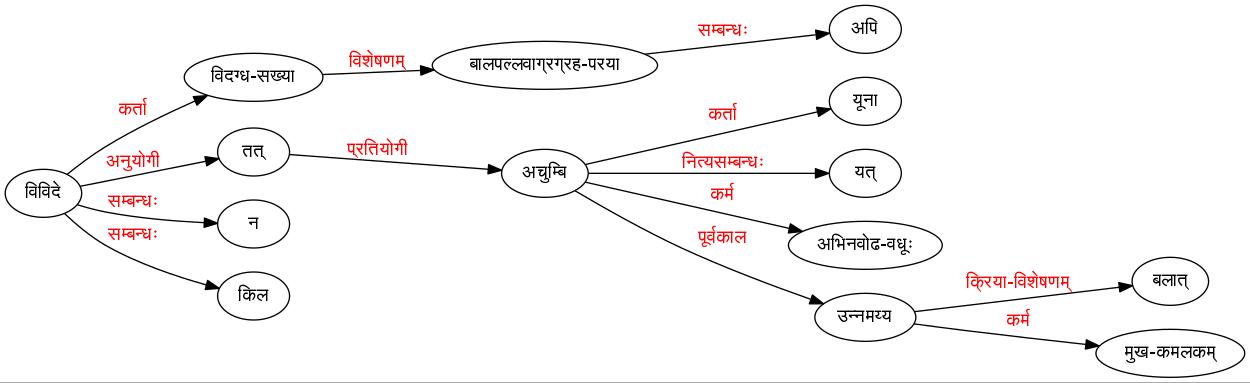 अपि
सम्बन्धः
विदग्ध-सख्या
विशेषणम्
बालपल्लवाग्रग्रह-परया
कर्ता
यूना
कर्ता
तत्
अनुयोगी
प्रतियोगी
अचुम्बि
नित्यसम्बन्धः
यत्
विविदे
कर्म
सम्बन्धः
न
सम्बन्धः
पूर्वकाल
अभिनवोढ-वधूः
किल
उन्नमय्य
क्रिया-विशेषणम्
बलात्
कर्म
मुख-कमलकम्